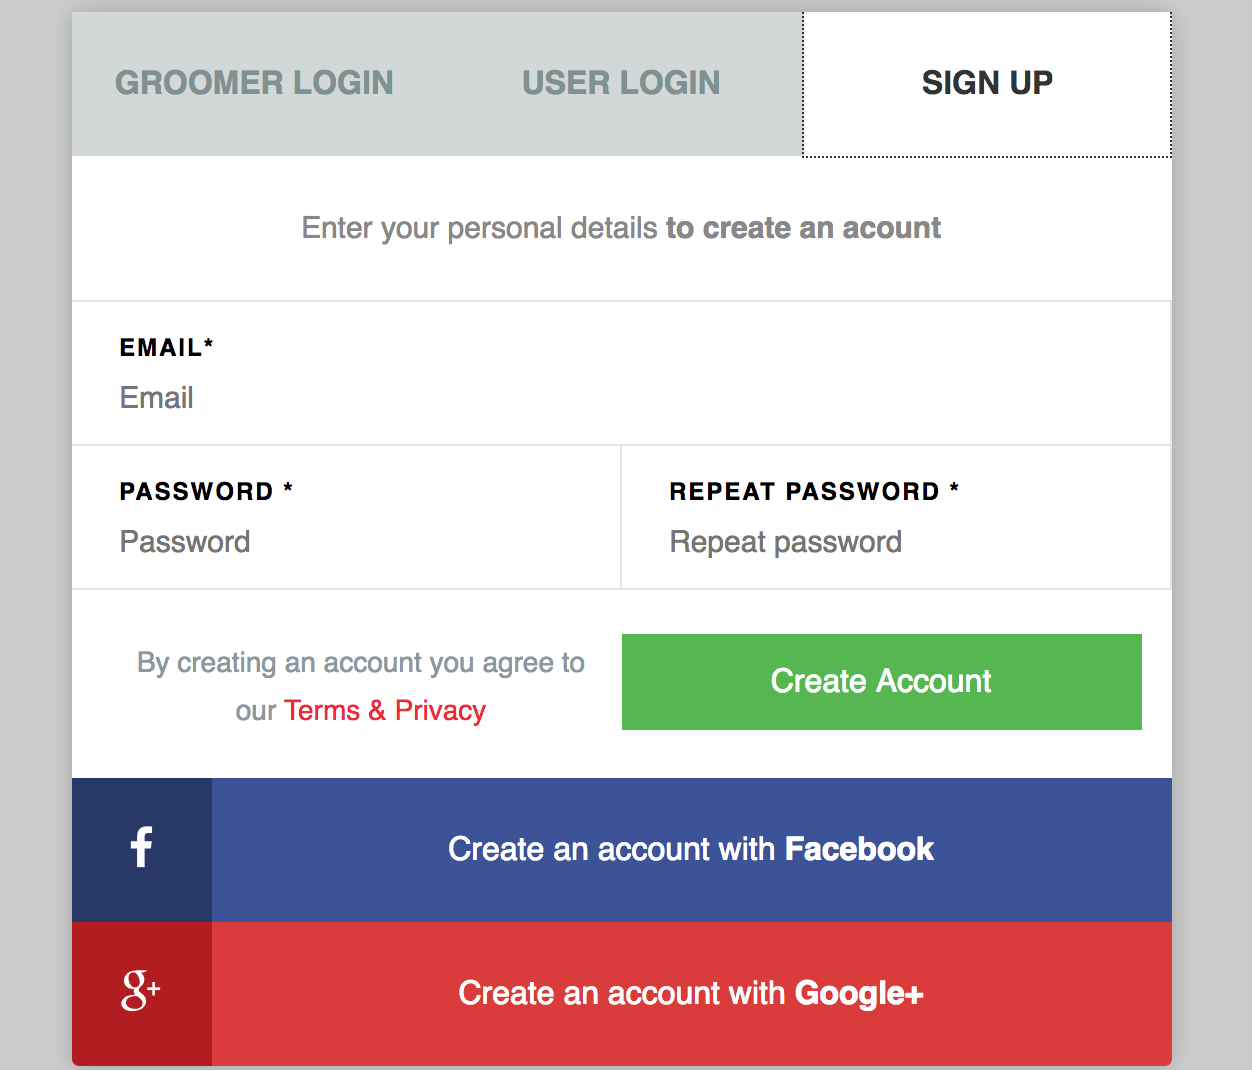 GROOMER LOGIN USER LOGIN SIGN UP
Enter your personal details to create an acount
EMAIL*
Email
PASSWORD * REPEAT PASSWORD *
Password Repeat password
By creating an account you agree to
our Terms & Privacy
Create Account
f Create an account with Facebook
g+ Create an account with Google+